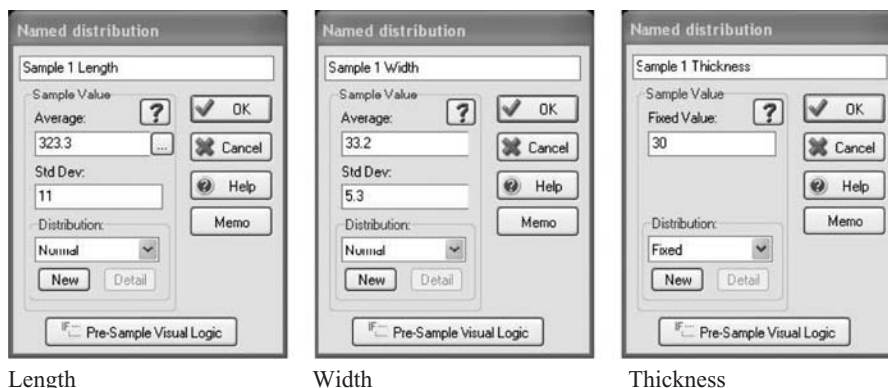 Named distribution
Sample 1 Length
Sample Value
Average:
?
OK
323.3
...
Cancel
Std Dev:
11
Help
Distribution:
Memo
Normal
New
Detail
IF
Pre-Sample Visual Logic
Length
Named distribution
Sample 1 Width
Sample Value
Average:
?
OK
33.2
Cancel
Std Dev:
5.3
Help
Distribution:
Memo
Normal
New
Detail
IF
Pre-Sample Visual Logic
Width
Named distribution
Sample 1 Thickness
Sample Value
Fixed Value:
?
OK
30
Cancel
Help
Distribution:
Memo
Fixed
New
Detail
IF
Pre-Sample Visual Logic
Thickness